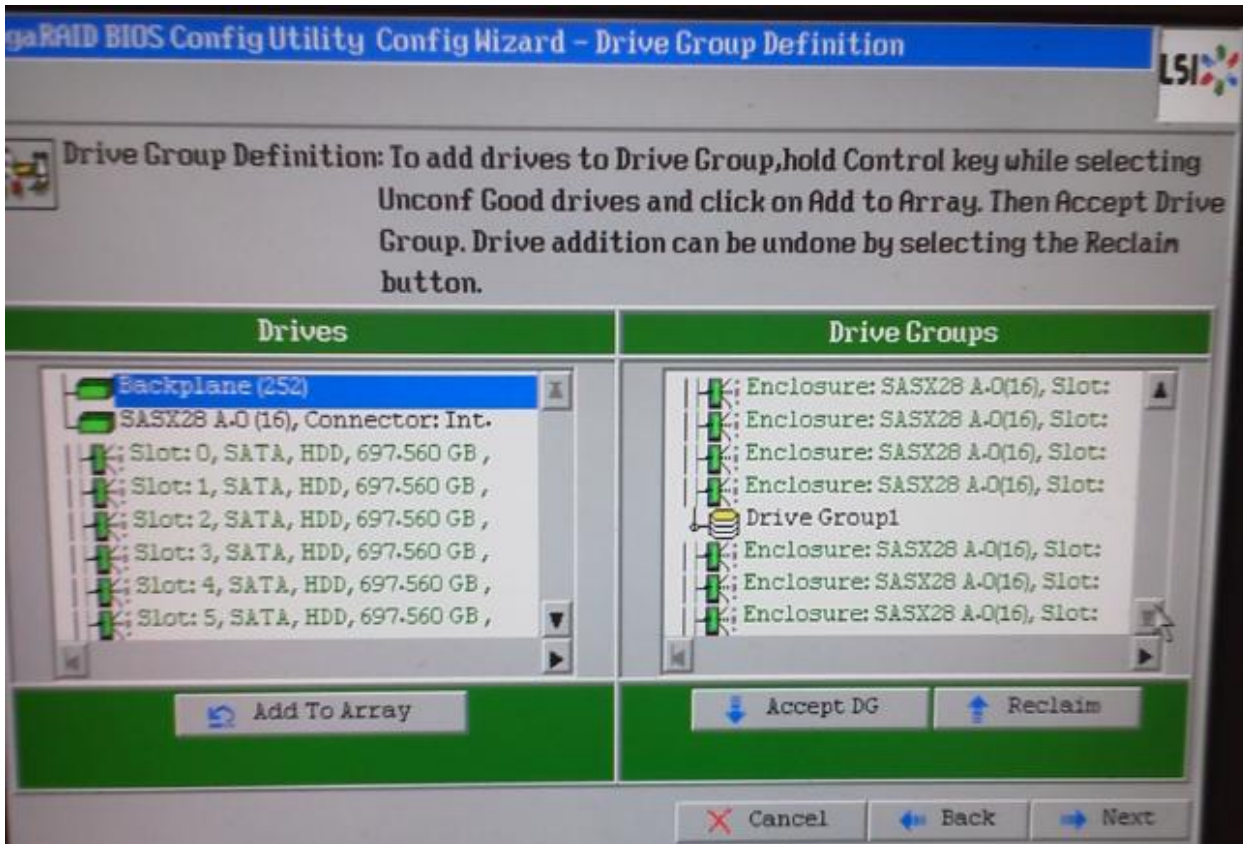 gaRAID BIOS Config Utility Config Wizard - Drive Group Definition
LSI
Drive Group Definition: To add drives to Drive Group,hold Control key while selecting
Unconf Good drives and click on Add to Array. Then Accept Drive
Group. Drive addition can be undone by selecting the Reclaim
button.
Drives
Backplane (252)
SASX28 A.0 (16), Connector: Int.
Slot: 0, SATA, HDD, 697.560 GB ,
Slot: 1, SATA, HDD, 697.560 GB ,
Slot: 2, SATA, HDD, 697.560 GB ,
Slot: 3, SATA, HDD, 697.560 GB ,
Slot: 4, SATA, HDD, 697.560 GB ,
Slot: 5, SATA, HDD, 697.560 GB ,
Add To Array
Drive Groups
Enclosure: SASX28 A.0(16), Slot:
Enclosure: SASX28 A.0(16), Slot:
Enclosure: SASX28 A.0(16), Slot:
Enclosure: SASX28 A.0(16), Slot:
Drive Group1
Enclosure: SASX28 A.0(16), Slot:
Enclosure: SASX28 A.0(16), Slot:
Enclosure: SASX28 A.0(16), Slot:
Accept DG
Reclaim
Cancel
Back
Next